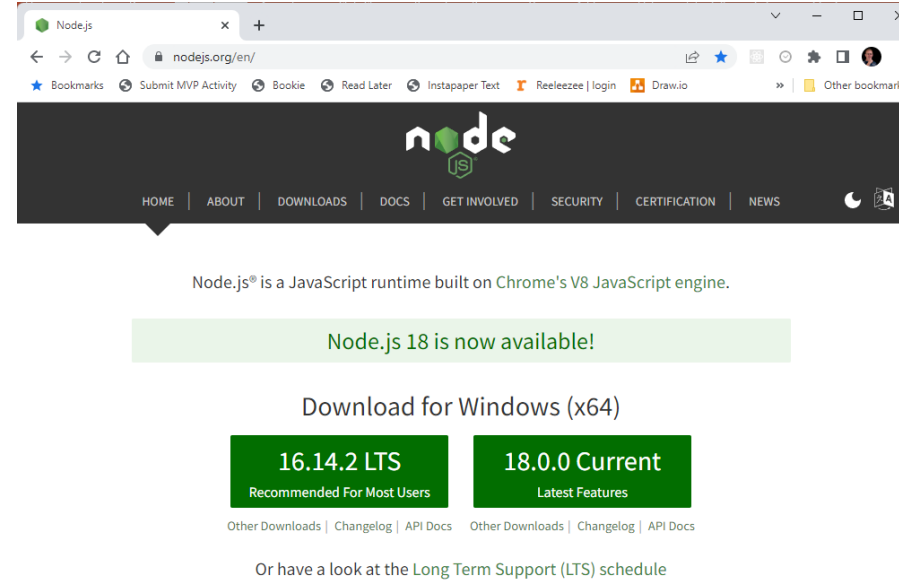 Node.js
nodejs.org/en/
Bookmarks Submit MVP Activity Bookie Read Later Instapaper Text Reeleezee | login Draw.io » Other bookmark
node
JS®
HOME | ABOUT | DOWNLOADS | DOCS | GET INVOLVED | SECURITY | CERTIFICATION | NEWS
Node.js® is a JavaScript runtime built on Chrome's V8 JavaScript engine.
Node.js 18 is now available!
Download for Windows (x64)
16.14.2 LTS 18.0.0 Current
Recommended For Most Users Latest Features
Other Downloads | Changelog | API Docs Other Downloads | Changelog | API Docs
Or have a look at the Long Term Support (LTS) schedule